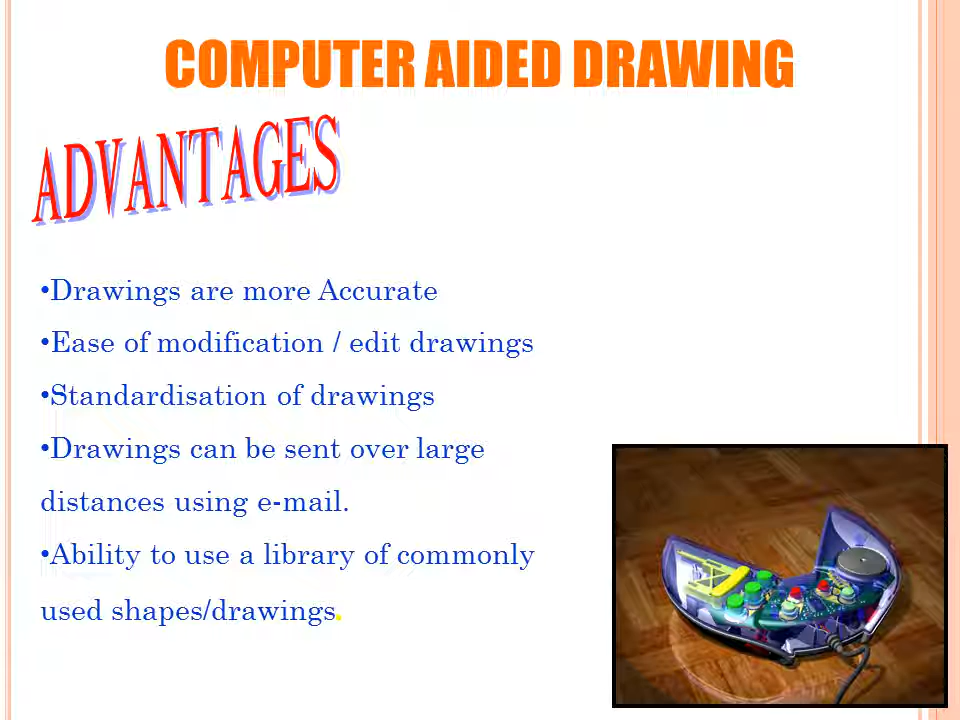 COMPUTER AIDED DRAWING
ADVANTAGES
•Drawings are more Accurate
•Ease of modification / edit drawings
•Standardisation of drawings
•Drawings can be sent over large
distances using e-mail.
•Ability to use a library of commonly
used shapes/drawings.